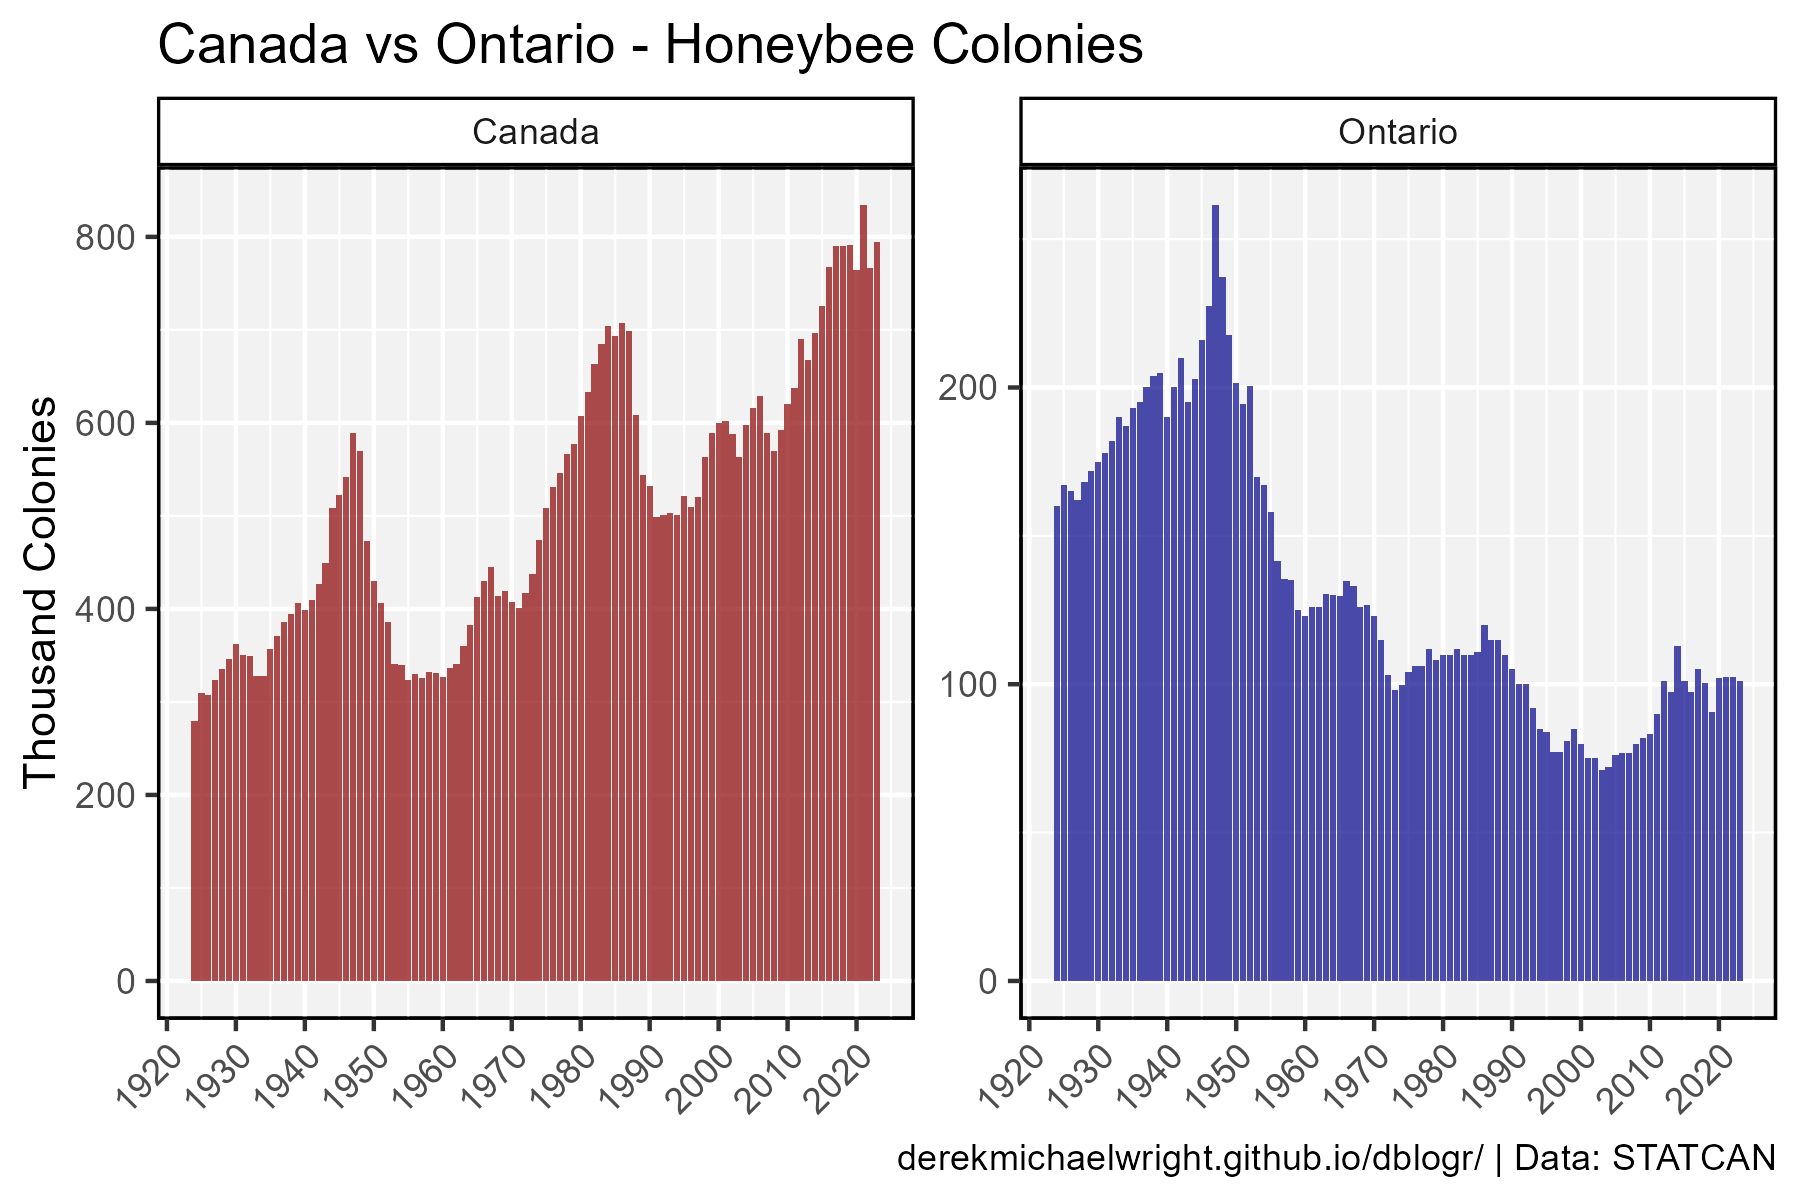 Canada vs Ontario - Honeybee Colonies
Canada
Ontario
Thousand Colonies
800
600
400
200
0
200
100
0
1920 1930 1940 1950 1960 1970 1980 1990 2000 2010 2020
1920 1930 1940 1950 1960 1970 1980 1990 2000 2010 2020
derekmichaelwright.github.io/dblogr/ | Data: STATCAN